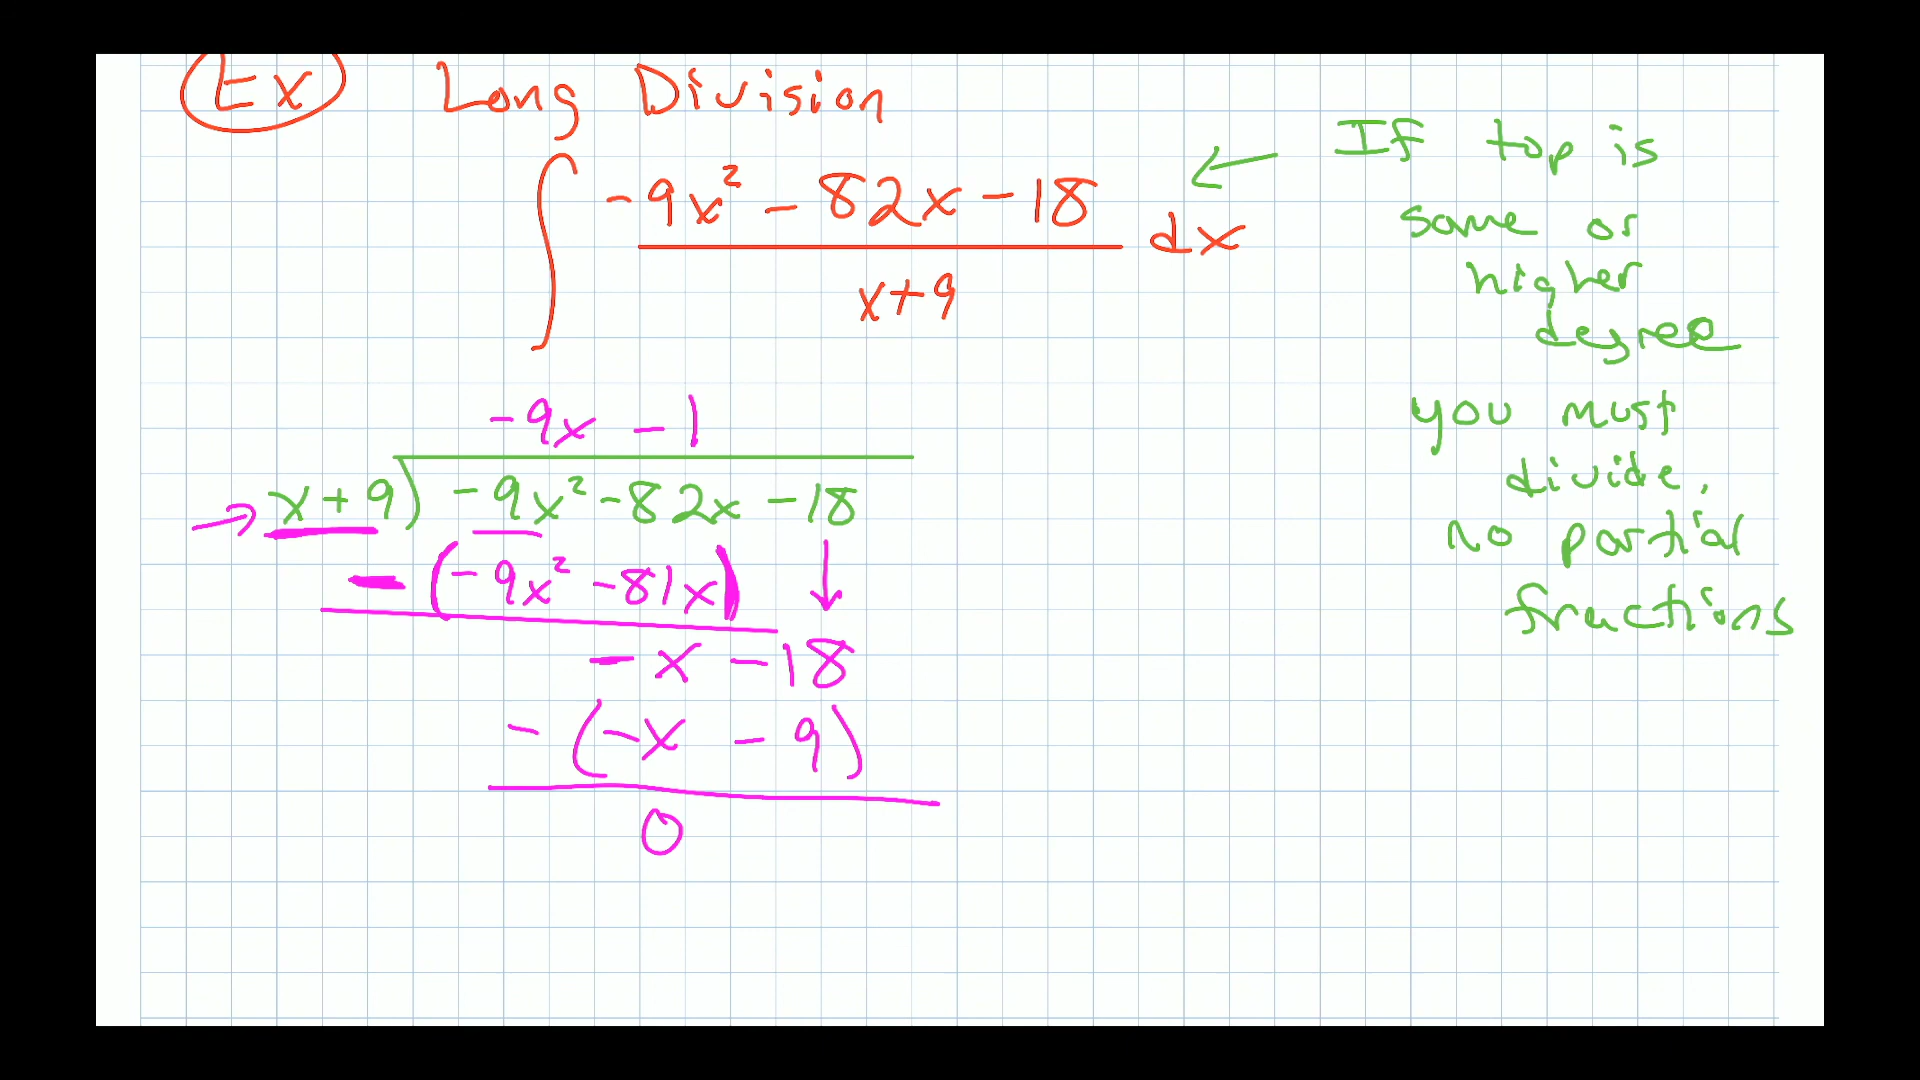 Ex Long Division
∫ -9x² - 82x - 18 dx
x+9
If top is
same or
higher
degree
you must
divide,
no partial
fractions
-9x - 1
x + 9) -9x² - 82x - 18
- (-9x² - 81x)
-x - 18
- (-x - 9)
0